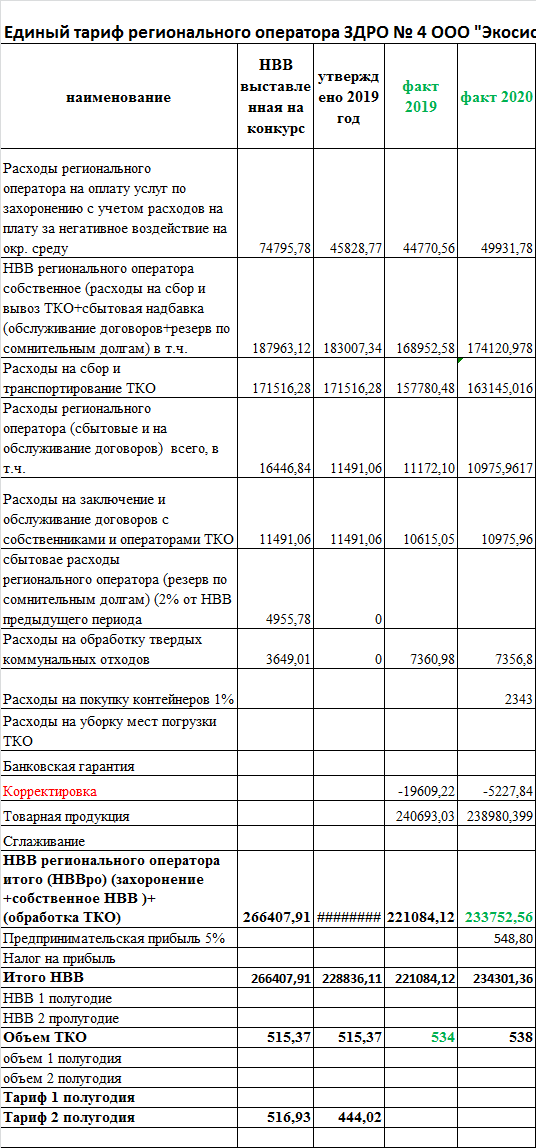 Единый тариф регионального оператора ЗДРО № 4 ООО "Экосис
наименование
НВВ выставле нная на конкурс
утвержд ено 2019 год
факт 2019
факт 2020
Расходы регионального
оператора на оплату услуг по
захоронению с учетом расходов на
плату за негативное воздействие на
окр. среду 74795,78 45828,77 44770,56 49931,78
НВВ регионального оператора
собственное (расходы на сбор и
вывоз ТКО+сбытовая надбавка
(обслуживание договоров+резерв по
сомнительным долгам) в т.ч. 187963,12 183007,34 168952,58 174120,978
Расходы на сбор и
транспортирование ТКО 171516,28 171516,28 157780,48 163145,016
Расходы регионального
оператора (сбытовые и на
обслуживание договоров) всего, в
т.ч. 16446,84 11491,06 11172,10 10975,9617
Расходы на заключение и
обслуживание договоров с
собственниками и операторами ТКО 11491,06 11491,06 10615,05 10975,96
сбытовае расходы
регионального оператора (резерв по
сомнительным долгам) (2% от НВВ
предыдущего периода 4955,78 0
Расходы на обработку твердых
коммунальных отходов 3649,01 0 7360,98 7356,8
Расходы на покупку контейнеров 1% 2343
Расходы на уборку мест погрузки
ТКО
Банковская гарантия
Корректировка -19609,22 -5227,84
Товарная продукция 240693,03 238980,399
Сглаживание
НВВ регионального оператора
итого (НВВро) (захоронение
+собственное НВВ )+
(обработка ТКО) 266407,91 ######## 221084,12 233752,56
Предпринимательская прибыль 5% 548,80
Налог на прибыль
Итого НВВ 266407,91 228836,11 221084,12 234301,36
НВВ 1 полугодие
НВВ 2 пролугодие
Объем ТКО 515,37 515,37 534 538
объем 1 полугодия
объем 2 полугодия
Тариф 1 полугодия
Тариф 2 полугодия 516,93 444,02